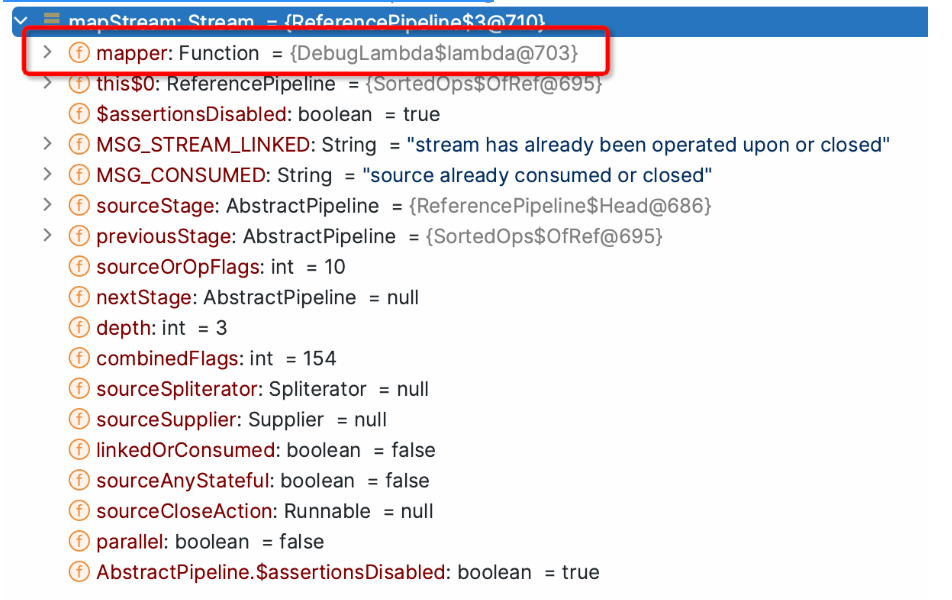 mapStream: Stream = {ReferencePipeline$3@710}
mapper: Function = {DebugLambda$lambda@703}
this$0: ReferencePipeline = {SortedOps$OfRef@695}
$assertionsDisabled: boolean = true
MSG_STREAM_LINKED: String = "stream has already been operated upon or closed"
MSG_CONSUMED: String = "source already consumed or closed"
sourceStage: AbstractPipeline = {ReferencePipeline$Head@686}
previousStage: AbstractPipeline = {SortedOps$OfRef@695}
sourceOrOpFlags: int = 10
nextStage: AbstractPipeline = null
depth: int = 3
combinedFlags: int = 154
sourceSpliterator: Spliterator = null
sourceSupplier: Supplier = null
linkedOrConsumed: boolean = false
sourceAnyStateful: boolean = false
sourceCloseAction: Runnable = null
parallel: boolean = false
AbstractPipeline.$assertionsDisabled: boolean = true